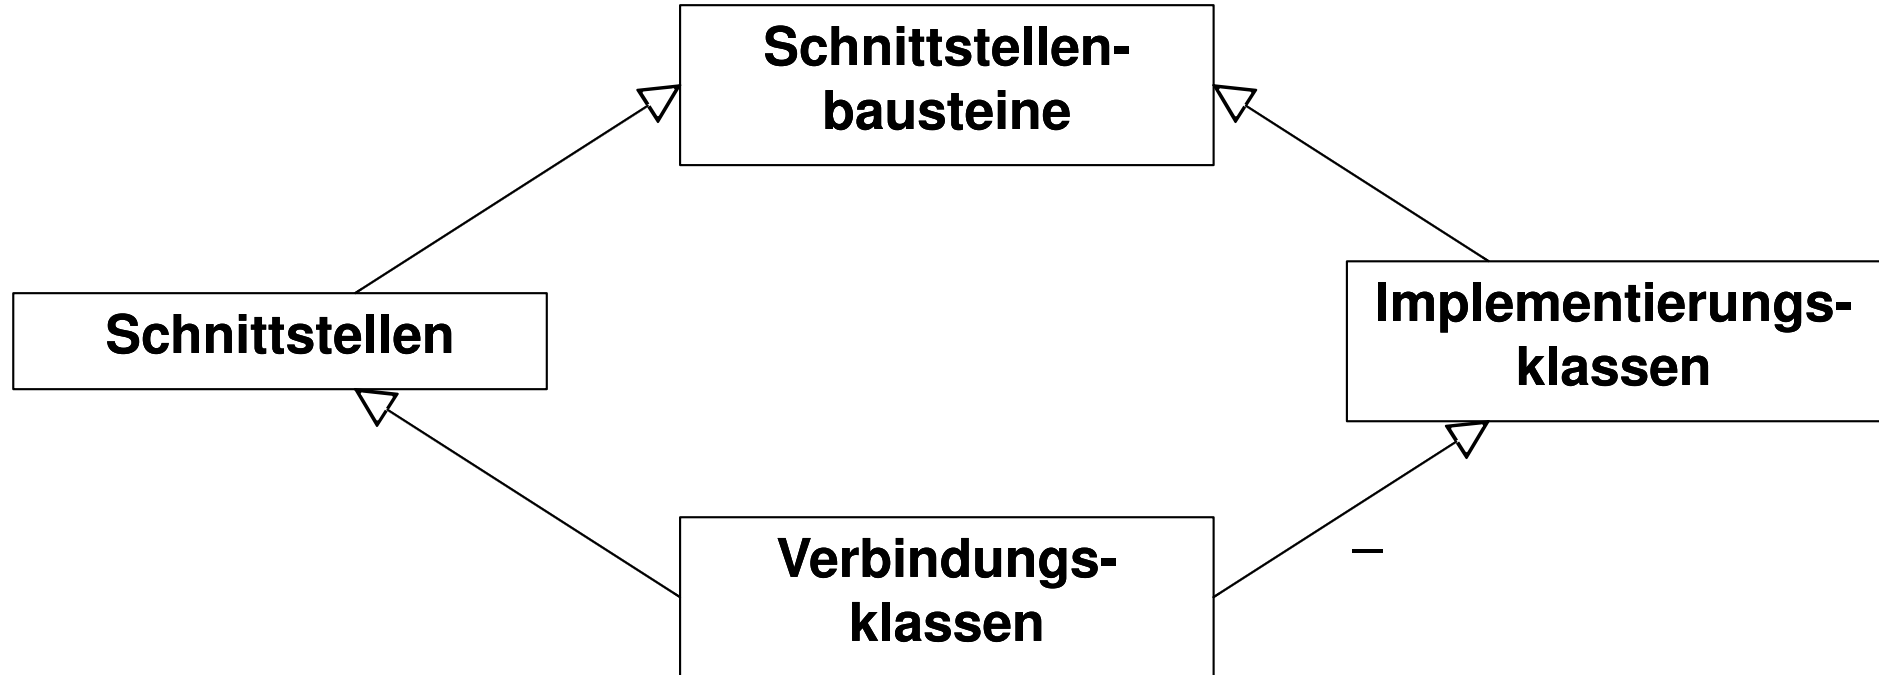 Schnittstellen-
bausteine
Schnittstellen
Implementierungs-
klassen
Verbindungs-
klassen
–